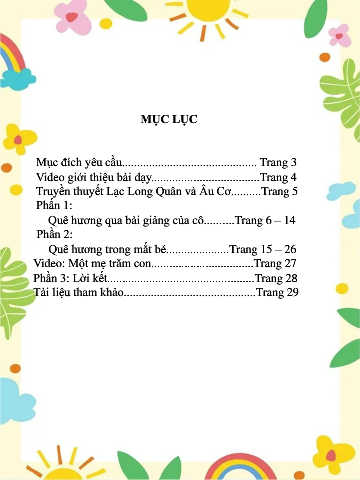 MỤC LỤC
Mục đích yêu cầu............................................. Trang 3
Video giới thiệu bài dạy....................................Trang 4
Truyền thuyết Lạc Long Quân và Âu Cơ..........Trang 5
Phần 1:
Quê hương qua bài giảng của cô..........Trang 6 – 14
Phần 2:
Quê hương trong mắt bé.....................Trang 15 – 26
Video: Một mẹ trăm con..................................Trang 27
Phần 3: Lời kết.................................................Trang 28
Tài liệu tham khảo............................................Trang 29